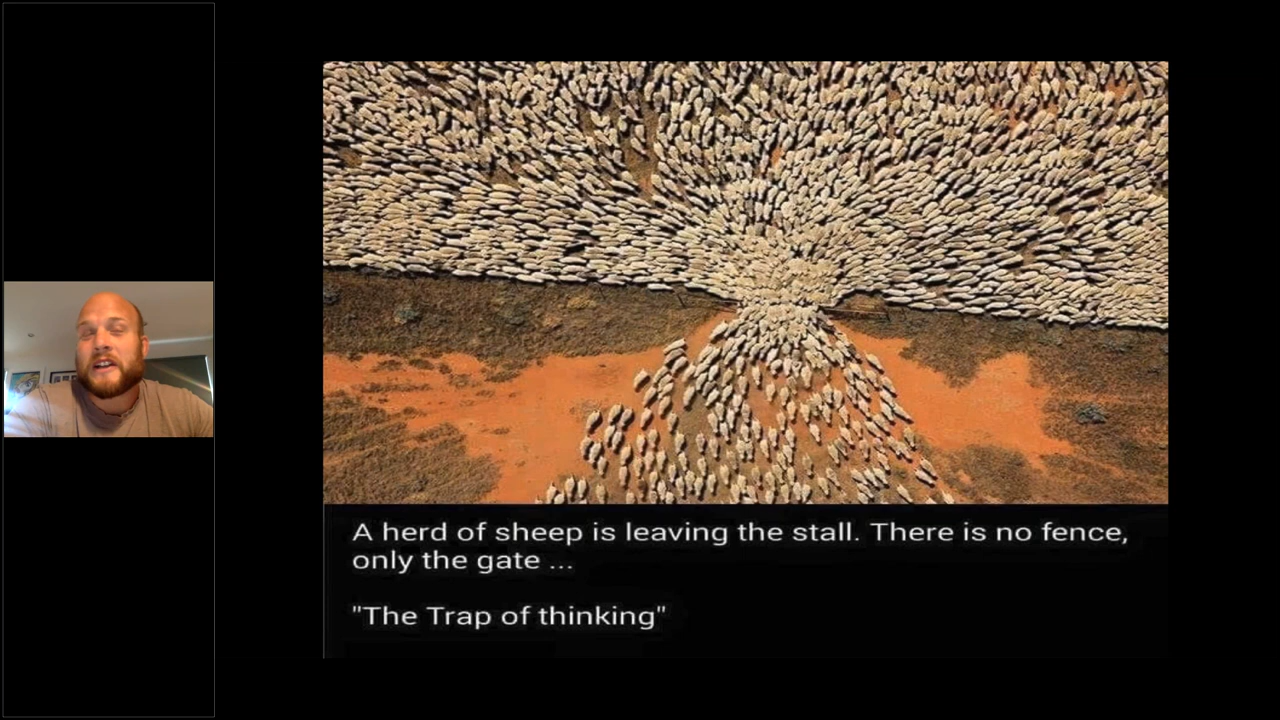 A herd of sheep is leaving the stall. There is no fence,
only the gate ...
"The Trap of thinking"